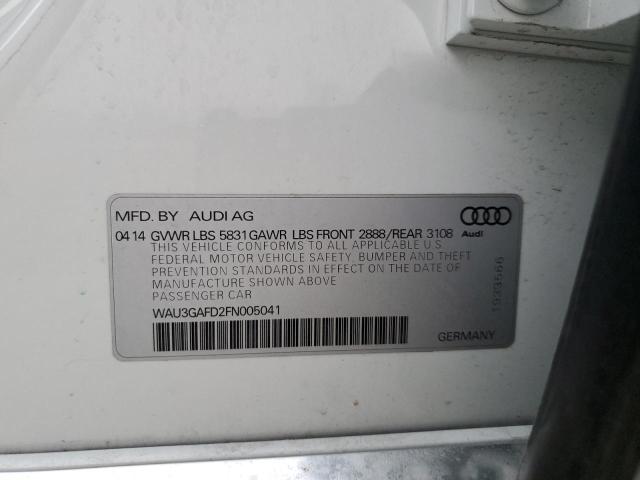 MFD. BY AUDI AG
04 14 GVWR LBS 5831 GAWR LBS FRONT 2888/REAR 3108
Audi
THIS VEHICLE CONFORMS TO ALL APPLICABLE U.S.
FEDERAL MOTOR VEHICLE SAFETY, BUMPER AND THEFT
PREVENTION STANDARDS IN EFFECT ON THE DATE OF
MANUFACTURE SHOWN ABOVE
PASSENGER CAR
WAU3GAFD2FN005041
GERMANY
1933566